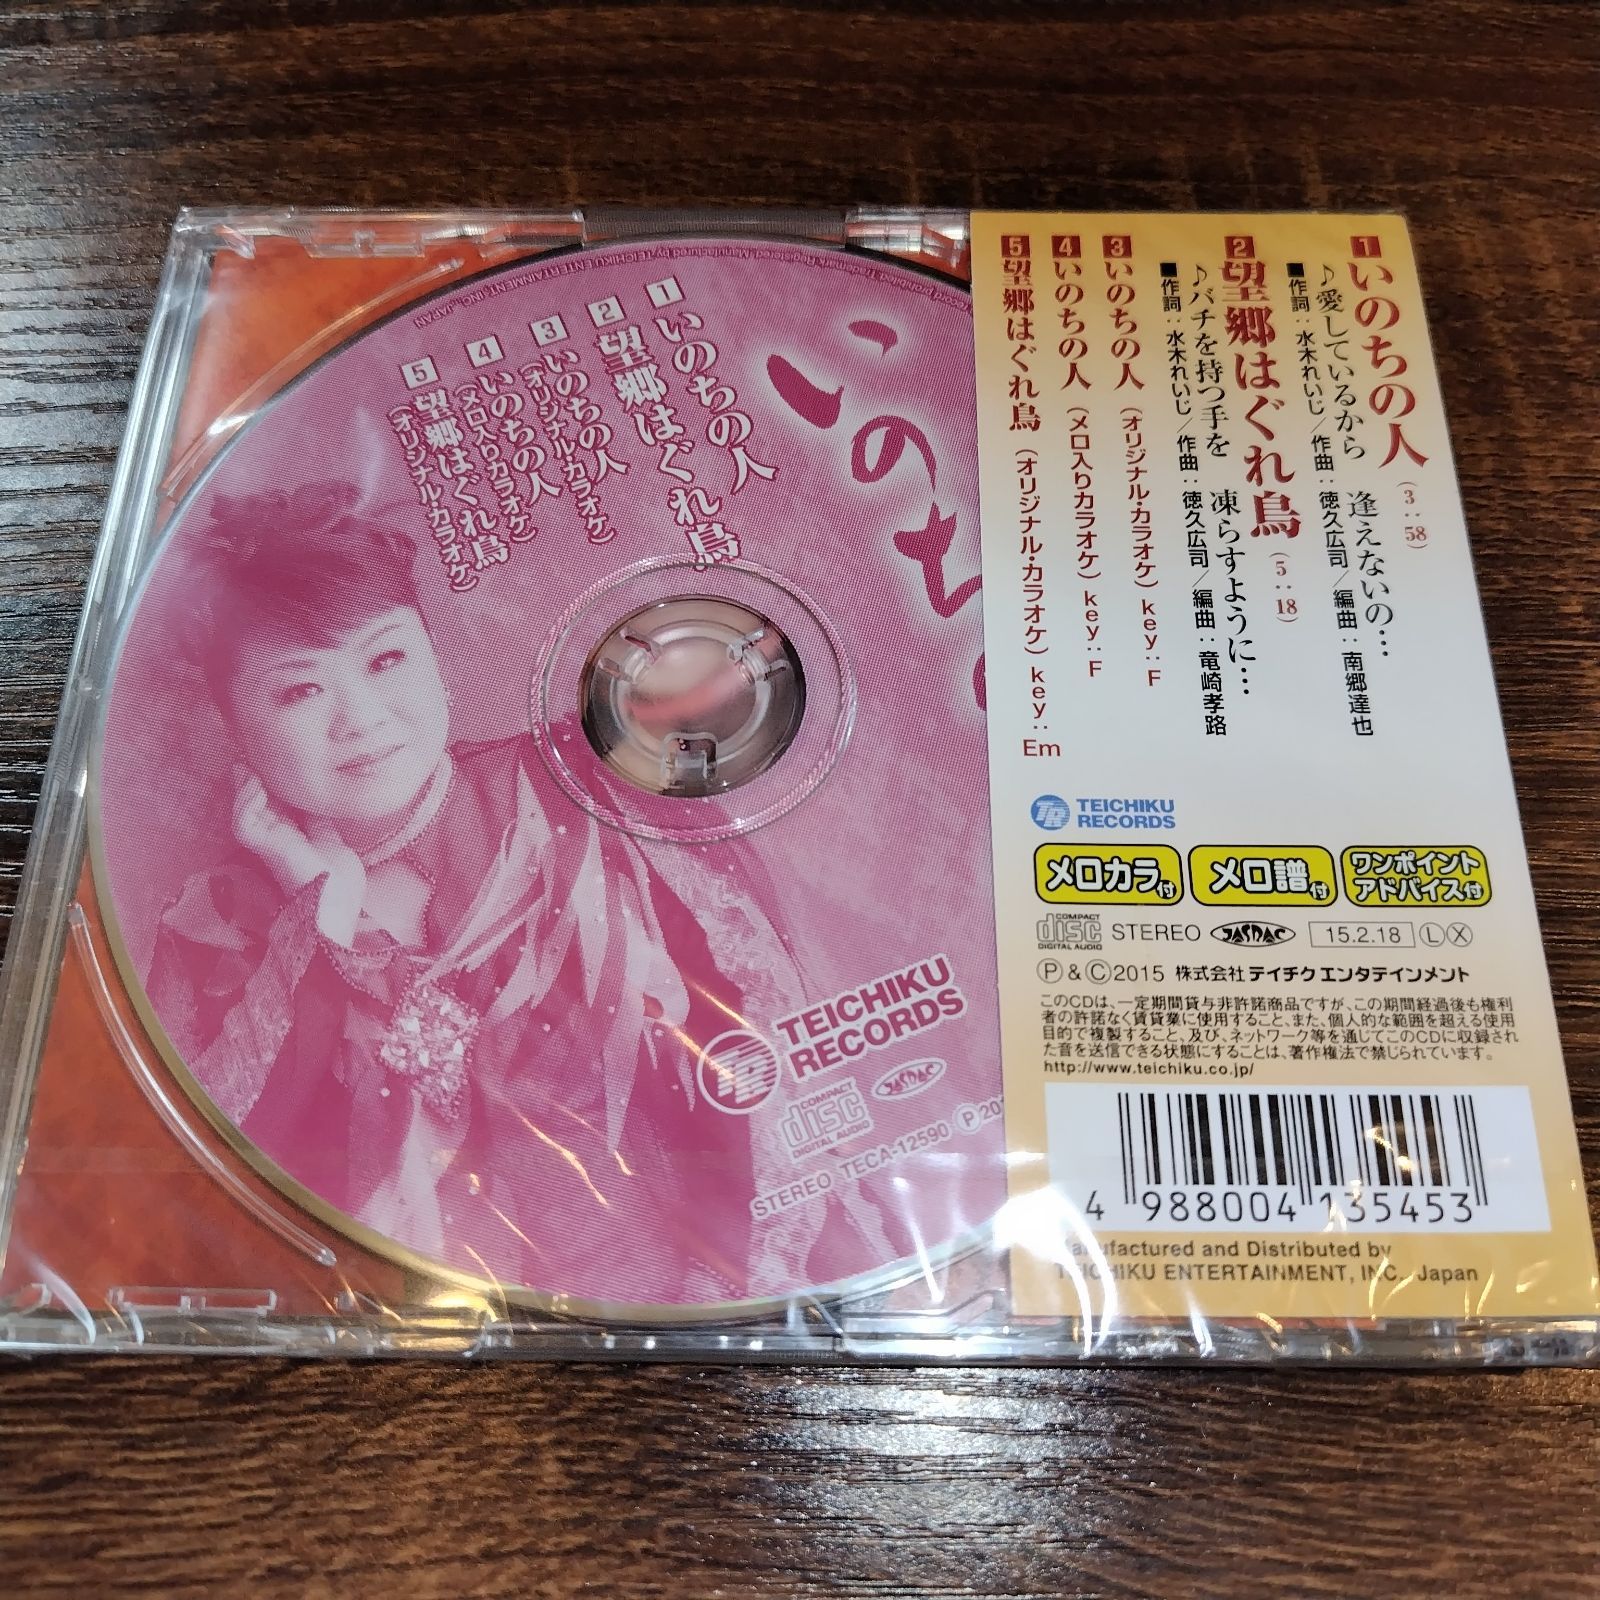 1 いのちの人 (3:58)
♪愛しているから 逢えないの…
■作詞:水木れいじ/作曲:徳久広司/編曲:南郷達也
2 望郷はぐれ鳥 (5:18)
♪バチを持つ手を 凍らすように…
■作詞:水木れいじ/作曲:徳久広司/編曲:竜崎孝路
3 いのちの人 (オリジナル・カラオケ) key:F
4 いのちの人 (メロ入りカラオケ) key:F
5 望郷はぐれ鳥 (オリジナル・カラオケ) key:Em
TEICHIKU
RECORDS
メロカラ付 メロ譜付 ワンポイントアドバイス付
COMPACT disc DIGITAL AUDIO STEREO JASRAC 15.2.18 Ⓛ Ⓧ
Ⓟ&Ⓒ2015 株式会社テイチクエンタテインメント
このCDは、一定期間貸与非許諾商品ですが、この期間経過後も権利
者の許諾なく賃貸業に使用すること、また、個人的な範囲を超える使用
目的で複製すること、及び、ネットワーク等を通じてこのCDに収録され
た音を送信できる状態にすることは、著作権法で禁じられています。
http://www.teichiku.co.jp/
4 988004 135453
Manufactured and Distributed by
TEICHIKU ENTERTAINMENT, INC. Japan
いのち
1 いのちの人
2 望郷はぐれ鳥
3 いのちの人
(オリジナル・カラオケ)
4 いのちの人
(メロ入りカラオケ)
5 望郷はぐれ鳥
(オリジナル・カラオケ)
TEICHIKU
RECORDS
COMPACT disc DIGITAL AUDIO JASRAC
STEREO TECA-12590 Ⓟ